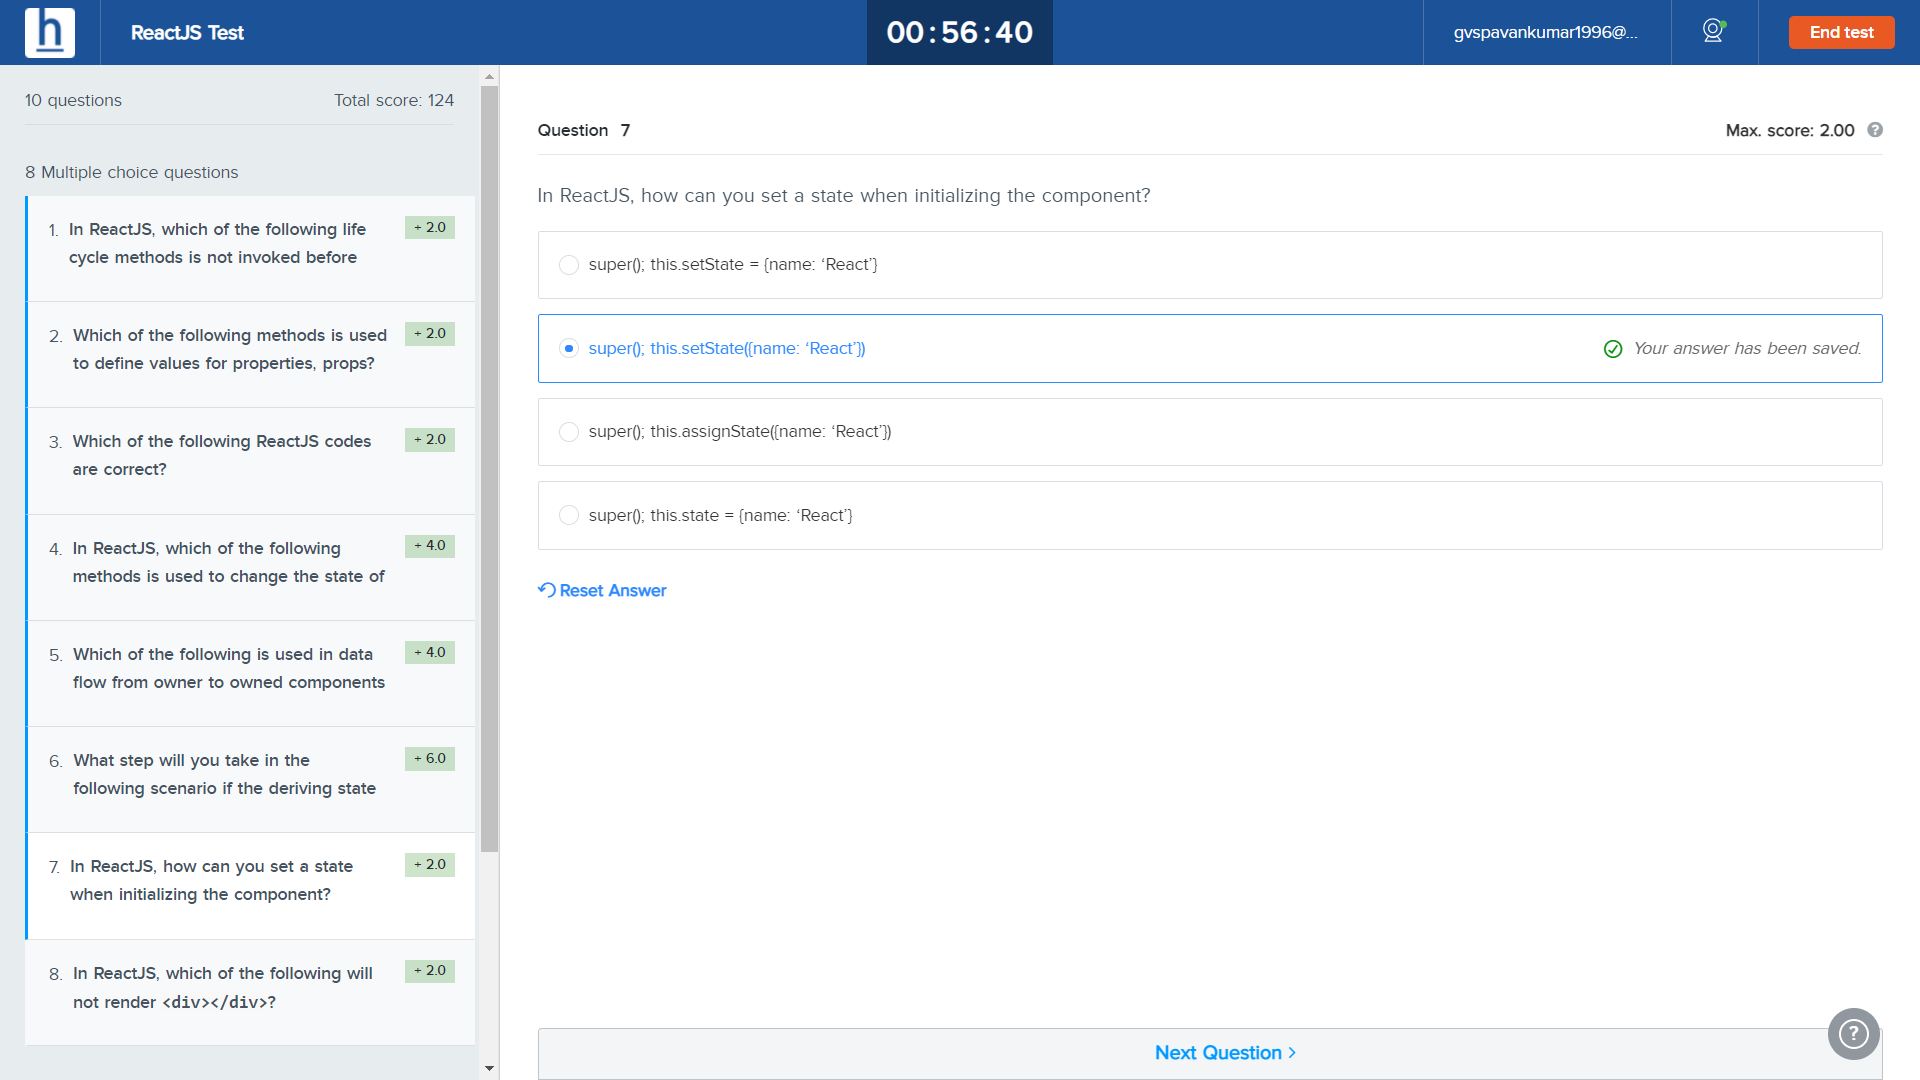 h
ReactJS Test
00:56:40
gvspavankumar1996@...
End test
10 questions
Total score: 124
8 Multiple choice questions
1. In ReactJS, which of the following life
cycle methods is not invoked before
+ 2.0
2. Which of the following methods is used
to define values for properties, props?
+ 2.0
3. Which of the following ReactJS codes
are correct?
+ 2.0
4. In ReactJS, which of the following
methods is used to change the state of
+ 4.0
5. Which of the following is used in data
flow from owner to owned components
+ 4.0
6. What step will you take in the
following scenario if the deriving state
+ 6.0
7. In ReactJS, how can you set a state
when initializing the component?
+ 2.0
8. In ReactJS, which of the following will
not render <div></div>?
+ 2.0
Question 7
Max. score: 2.00 ?
In ReactJS, how can you set a state when initializing the component?
super(); this.setState = {name: ‘React’}
super(); this.setState({name: ‘React’})
Your answer has been saved.
super(); this.assignState({name: ‘React’})
super(); this.state = {name: ‘React’}
Reset Answer
Next Question >
?